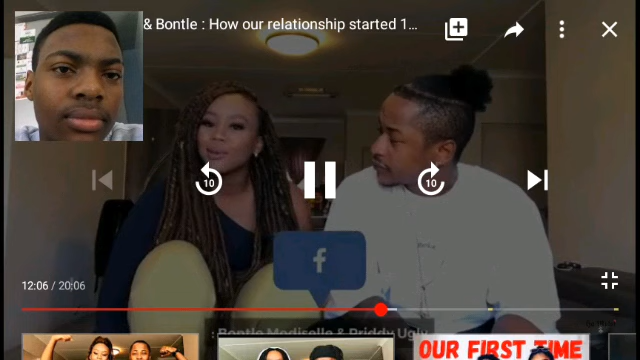 & Bontle : How our relationship started 1...
10
10
f
12:06 / 20:06
: Bontle Modiselle & Priddy Ugly
OUR FIRST TIME